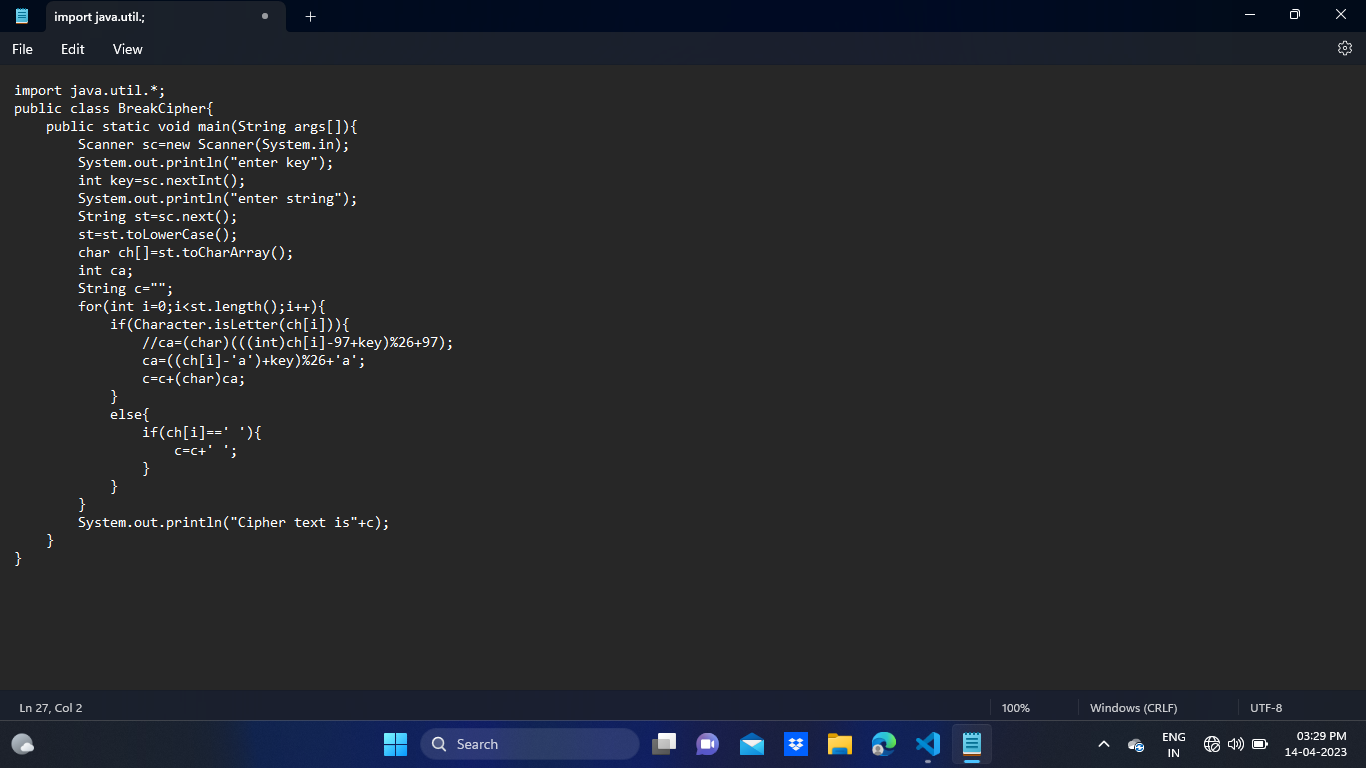 import java.util.;
File Edit View
import java.util.*;
public class BreakCipher{
    public static void main(String args[]){
        Scanner sc=new Scanner(System.in);
        System.out.println("enter key");
        int key=sc.nextInt();
        System.out.println("enter string");
        String st=sc.next();
        st=st.toLowerCase();
        char ch[]=st.toCharArray();
        int ca;
        String c="";
        for(int i=0;i<st.length();i++){
            if(Character.isLetter(ch[i])){
                //ca=(char)(((int)ch[i]-97+key)%26+97);
                ca=((ch[i]-'a')+key)%26+'a';
                c=c+(char)ca;
            }
            else{
                if(ch[i]==' '){
                    c=c+' ';
                }
            }
        }
        System.out.println("Cipher text is"+c);
    }
}
Ln 27, Col 2 100% Windows (CRLF) UTF-8
Search
ENG
IN
03:29 PM
14-04-2023